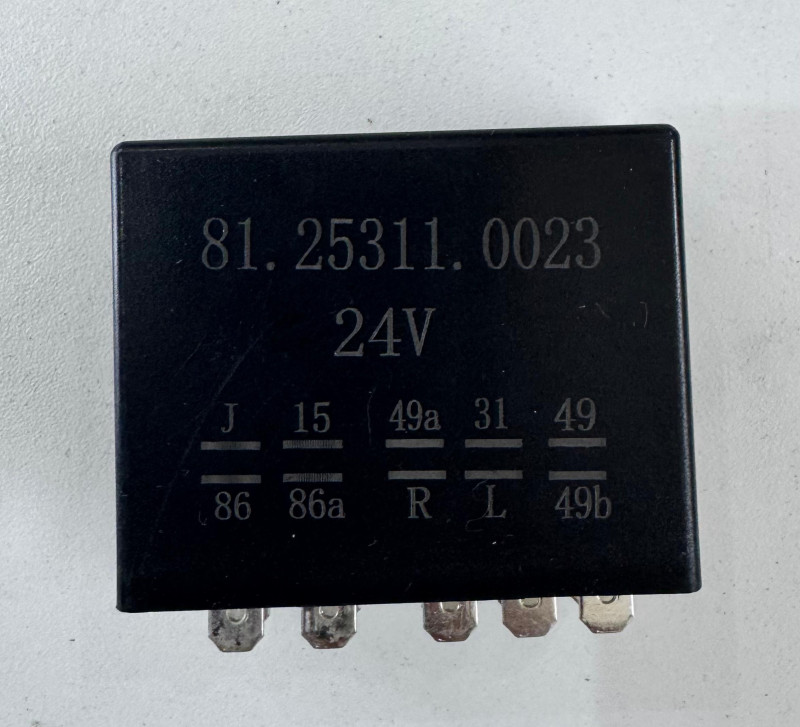 81.25311.0023
24V
J 15 49a 31 49
86 86a R L 49b